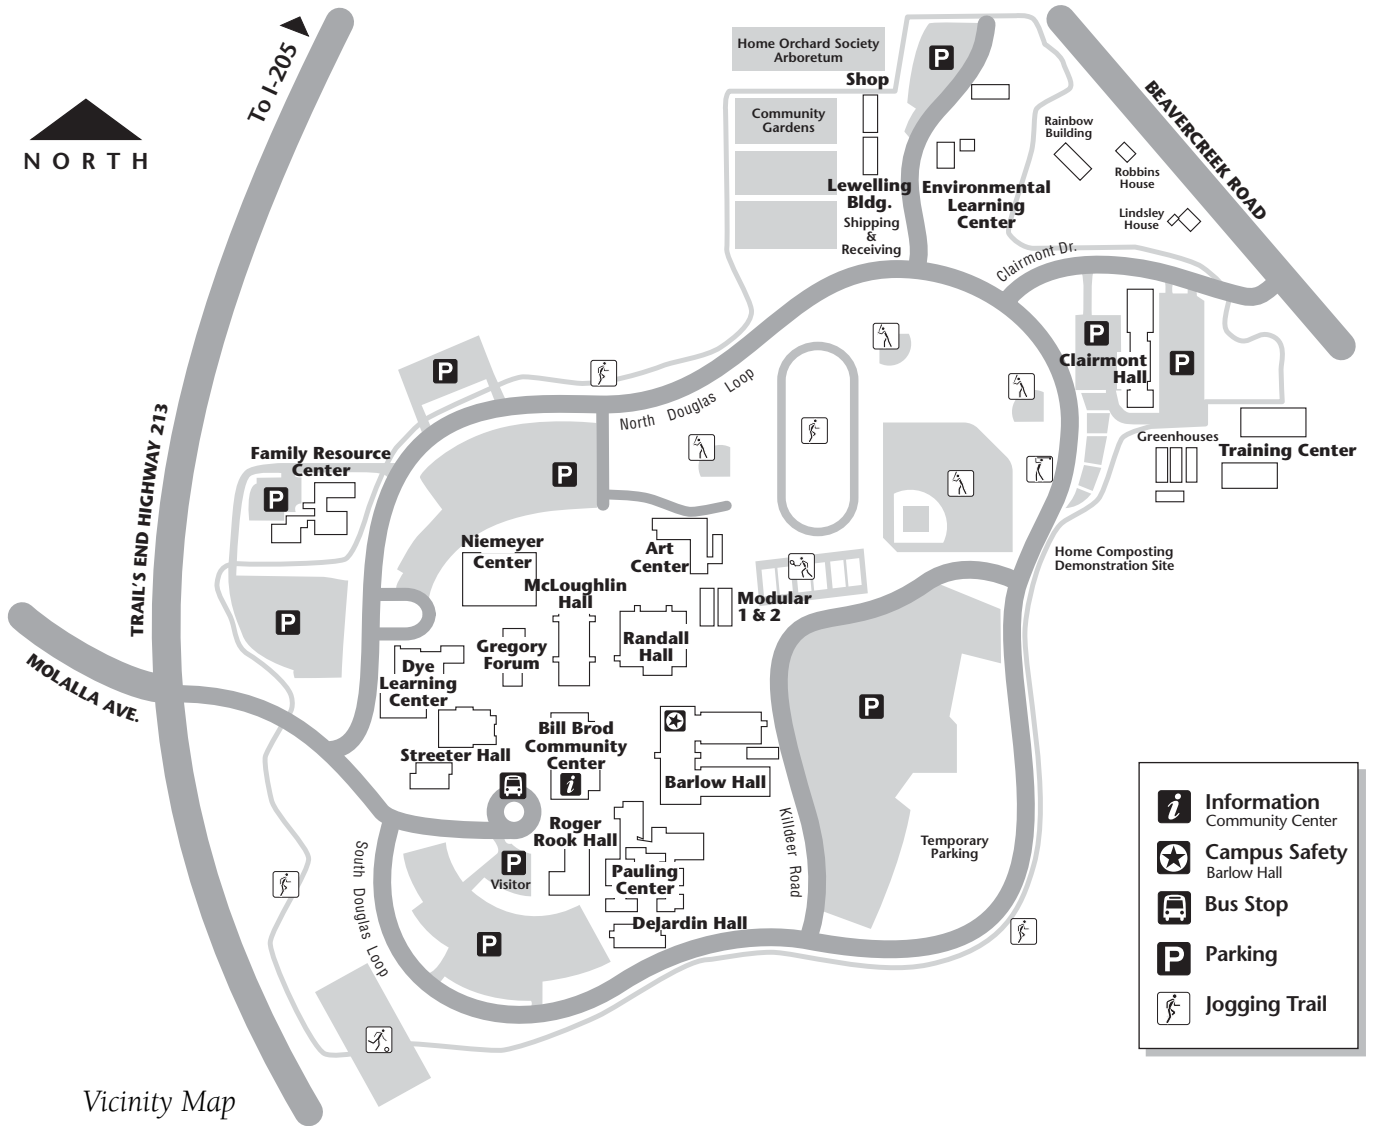 To I-205
NORTH
Home Orchard Society
Arboretum
Shop
P
Community
Gardens
Lewelling
Bldg.
Shipping
&
Receiving
Environmental
Learning
Center
Rainbow
Building
Robbins
House
Lindsley
House
BEAVERCREEK ROAD
Clairmont Dr.
P
Clairmont
Hall
P
Greenhouses
Training Center
Home Composting
Demonstration Site
P
North Douglas Loop
P
Family Resource
Center
P
P
TRAIL'S END HIGHWAY 213
MOLALLA AVE.
Niemeyer
Center
McLoughlin
Hall
Art
Center
Modular
1 & 2
Randall
Hall
Gregory
Forum
Dye
Learning
Center
Streeter Hall
Bill Brod
Community
Center
i
Barlow Hall
P
Roger
Rook Hall
P
Visitor
Pauling
Center
DeJardin Hall
P
South Douglas Loop
Killdeer Road
Temporary
Parking
i Information
Community Center
Campus Safety
Barlow Hall
Bus Stop
P Parking
Jogging Trail
Vicinity Map